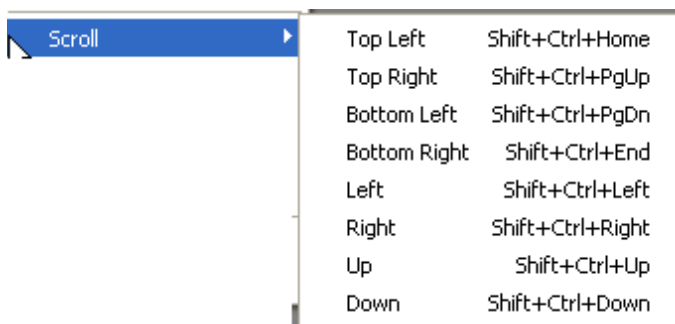 Scroll
Top Left Shift+Ctrl+Home
Top Right Shift+Ctrl+PgUp
Bottom Left Shift+Ctrl+PgDn
Bottom Right Shift+Ctrl+End
Left Shift+Ctrl+Left
Right Shift+Ctrl+Right
Up Shift+Ctrl+Up
Down Shift+Ctrl+Down